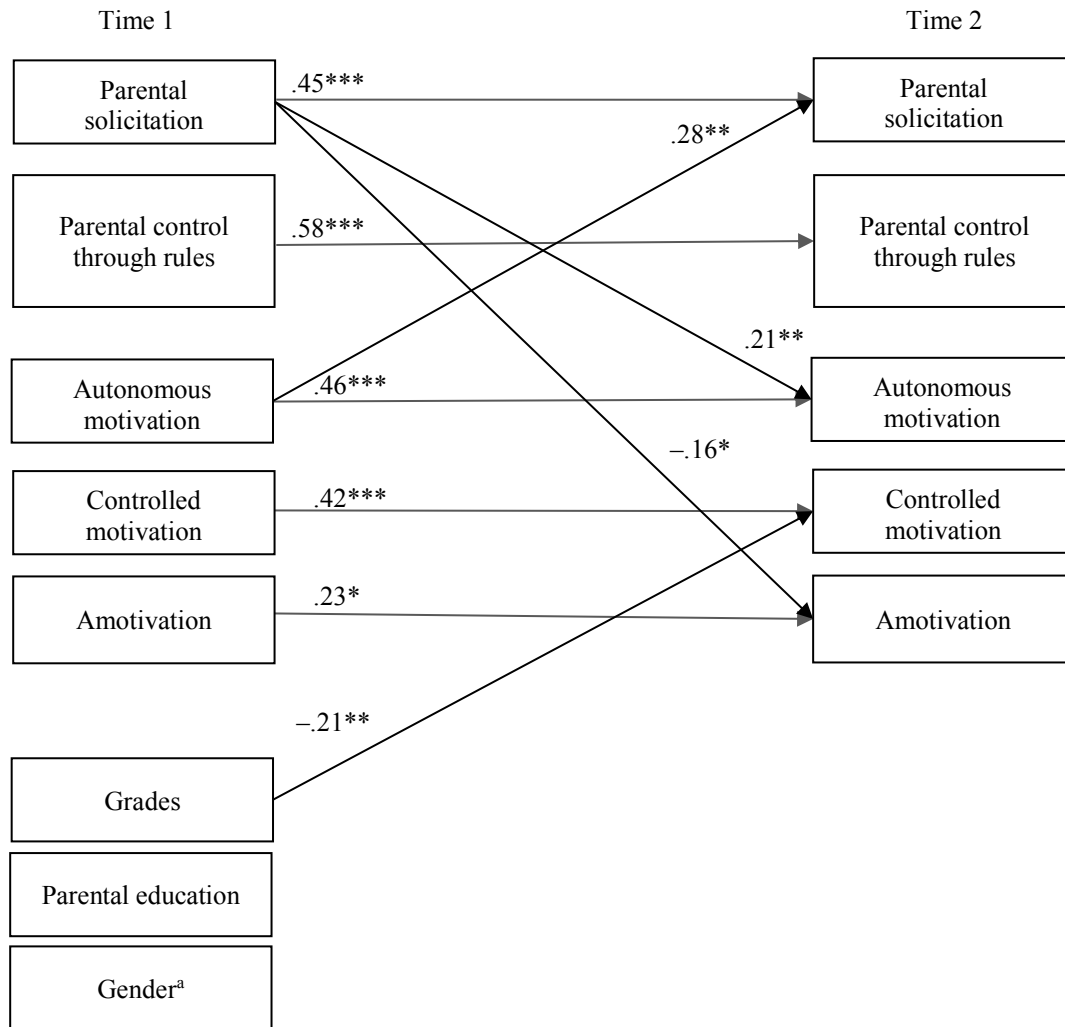 Time 1
Time 2
Parental
solicitation
.45***
Parental
solicitation
.28**
Parental control
through rules
.58***
Parental control
through rules
.21**
Autonomous
motivation
.46***
Autonomous
motivation
–.16*
Controlled
motivation
.42***
Controlled
motivation
Amotivation
.23*
Amotivation
–.21**
Grades
Parental education
Genderᵃ